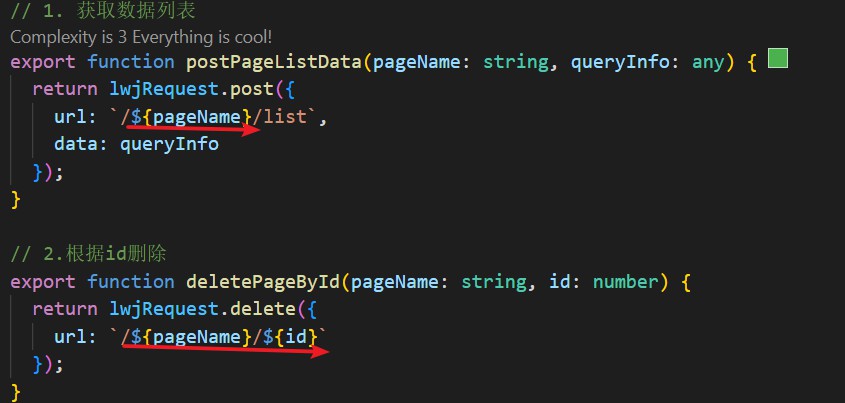 // 1. 获取数据列表
Complexity is 3 Everything is cool!
export function postPageListData(pageName: string, queryInfo: any) {
  return lwjRequest.post({
    url: `/${pageName}/list`,
    data: queryInfo
  });
}
// 2.根据id删除
export function deletePageById(pageName: string, id: number) {
  return lwjRequest.delete({
    url: `/${pageName}/${id}`
  });
}